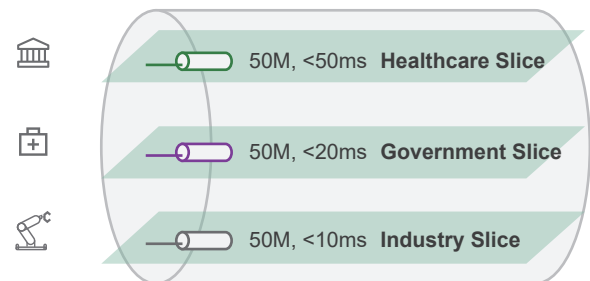 50M, <50ms Healthcare Slice
50M, <20ms Government Slice
50M, <10ms Industry Slice